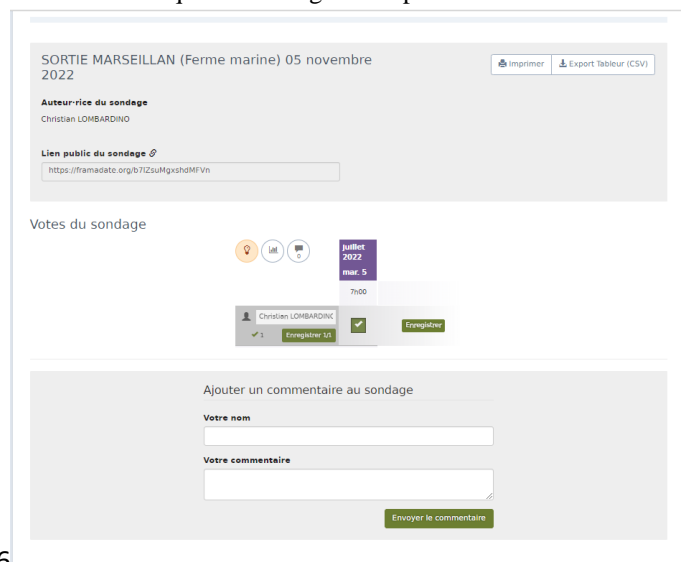 SORTIE MARSEILLAN (Ferme marine) 05 novembre
2022
Imprimer
Export Tableur (CSV)
Auteur·rice du sondage
Christian LOMBARDINO
Lien public du sondage
https://framadate.org/b7IZsuMgxshdMFVn
Votes du sondage
0
juillet
2022
mar. 5
7h00
Christian LOMBARDINO
1
Enregistrer 1/1
Enregistrer
Ajouter un commentaire au sondage
Votre nom
Votre commentaire
Envoyer le commentaire